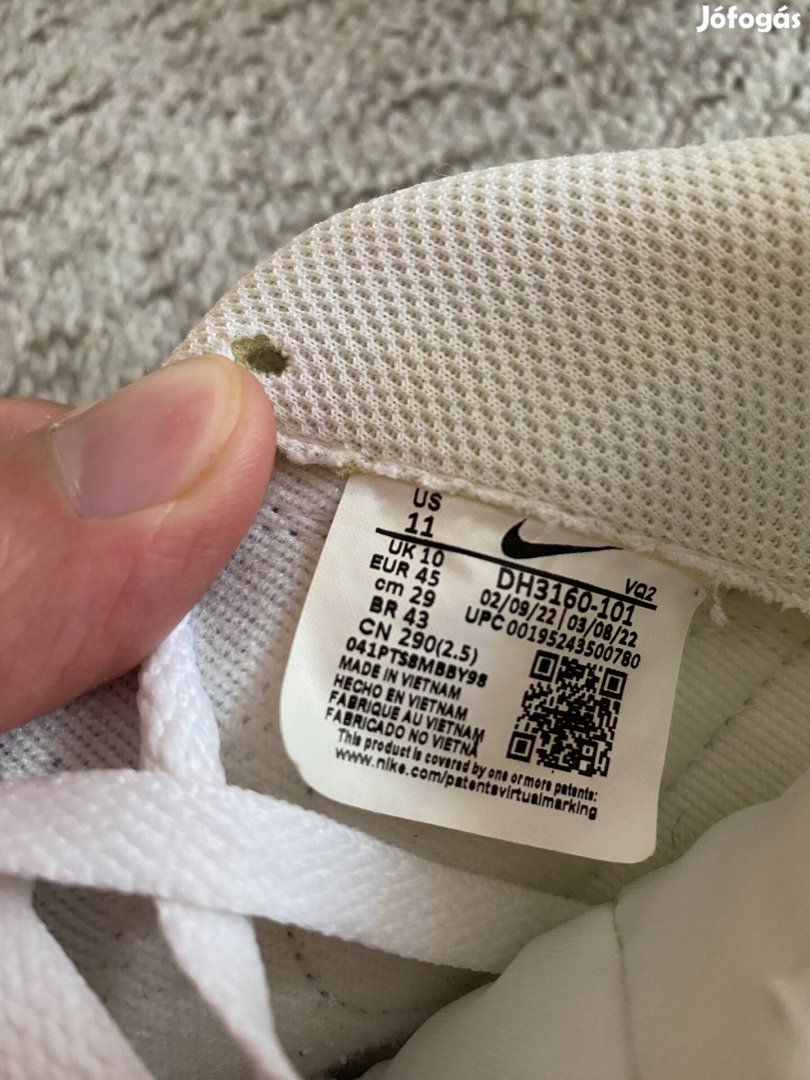 Jófogás
US
11
UK 10
EUR 45
cm 29
BR 43
CN 290(2.5)
VQ2
DH3160-101
02/09/22 | 03/08/22
UPC 00195243500780
041PTS8MBBY98
MADE IN VIETNAM
HECHO EN VIETNAM
FABRIQUE AU VIETNAM
FABRICADO NO VIETNÃ
This product is covered by one or more patents:
www.nike.com/patentsvirtualmarking